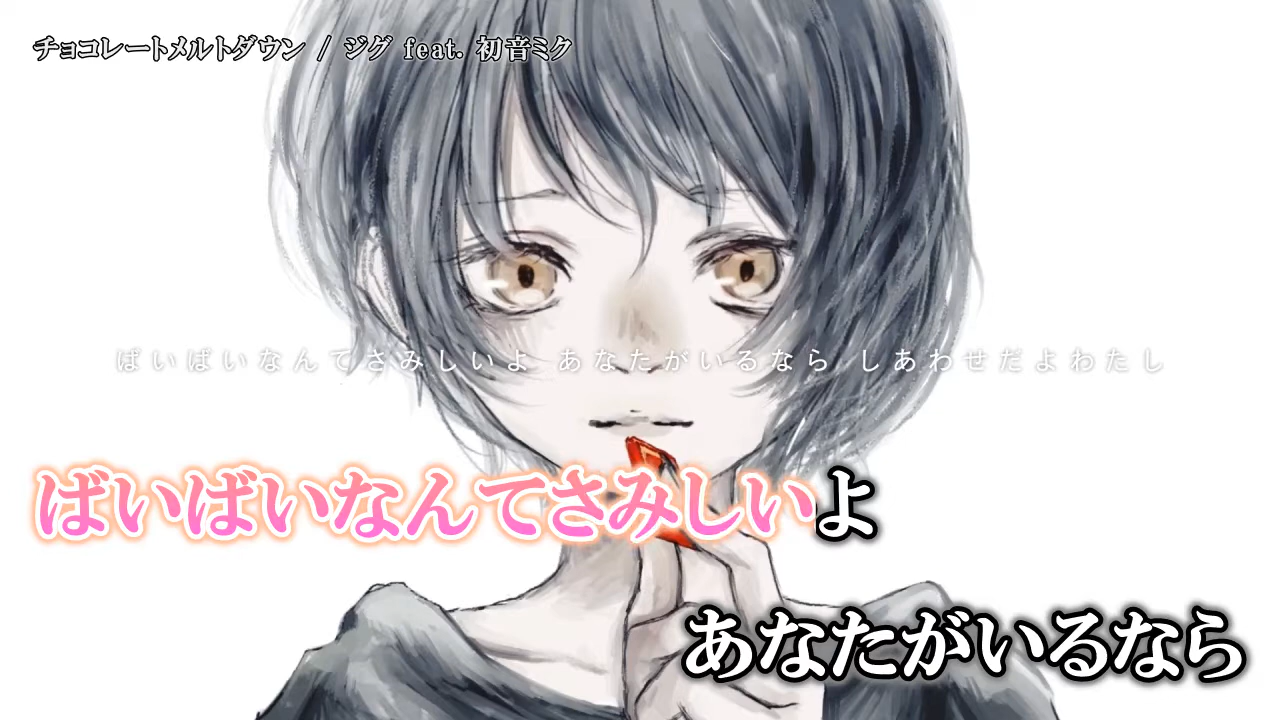 チョコレートメルトダウン / ジグ feat. 初音ミク
ばいばいなんてさみしいよ あなたがいるなら しあわせだよわたし
ばいばいなんてさみしいよ
あなたがいるなら